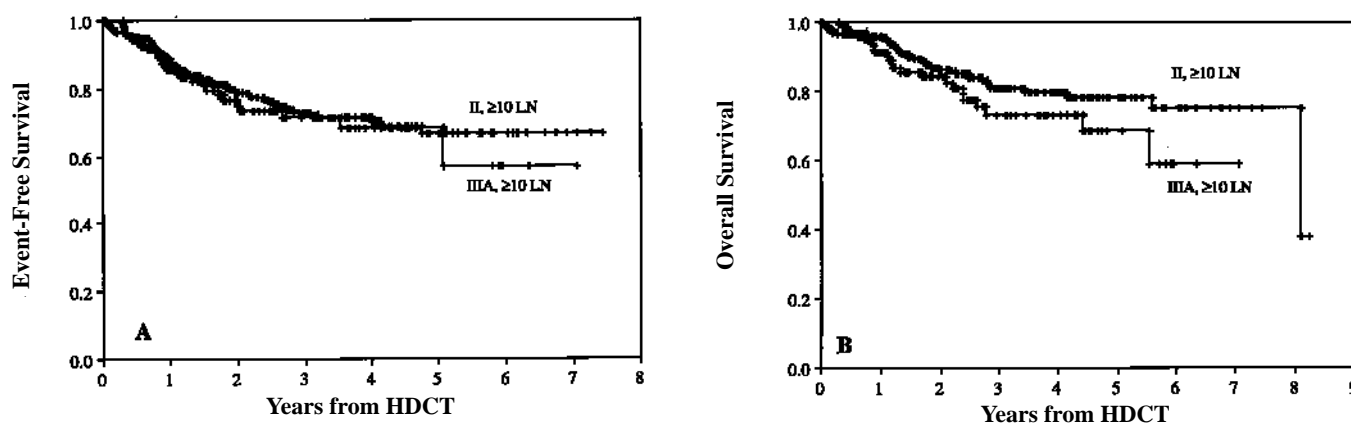 Event-Free Survival
1.0
0.8
0.6
0.4
0.2
0.0
II, ≥10 LN
IIIA, ≥10 LN
A
0 1 2 3 4 5 6 7 8
Years from HDCT
Overall Survival
1.0
0.8
0.6
0.4
0.2
0.0
II, ≥10 LN
IIIA, ≥10 LN
B
0 1 2 3 4 5 6 7 8 9
Years from HDCT